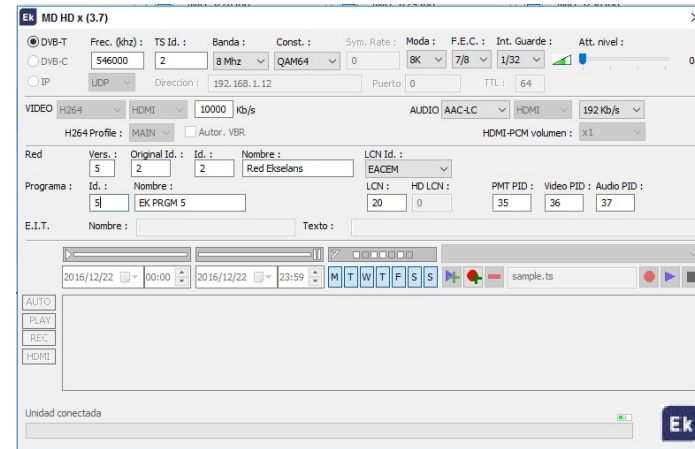 Ek MD HD x (3.7)
DVB-T Frec. (khz) : TS Id. : Banda : Const. : Sym. Rate : Moda : F.E.C. : Int. Guarde : Att. nivel :
DVB-C 546000 2 8 Mhz QAM64 0 8K 7/8 1/32 0
IP UDP Direccion : 192.168.1.12 Puerto 0 TTL : 64
VIDEO H264 HDMI 10000 Kb/s AUDIO AAC-LC HDMI 192 Kb/s
H264 Profile : MAIN Autor. VBR HDMI-PCM volumen : x1
Red Vers. : Original Id. : Id. : Nombre : LCN Id. :
5 2 2 Red Ekselans EACEM
Programa : Id. : Nombre : LCN : HD LCN : PMT PID : Video PID : Audio PID :
5 EK PRGM 5 20 0 35 36 37
E.I.T. Nombre : Texto :
2016/12/22 00:00 2016/12/22 23:59 M T W T F S S sample.ts
AUTO
PLAY
REC
HDMI
Unidad conectada
Ek